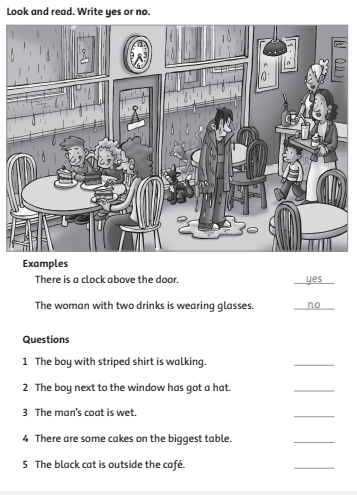 Look and read. Write yes or no.
Examples
There is a clock above the door. yes
The woman with two drinks is wearing glasses. no
Questions
1 The boy with striped shirt is walking.
2 The boy next to the window has got a hat.
3 The man's coat is wet.
4 There are some cakes on the biggest table.
5 The black cat is outside the café.